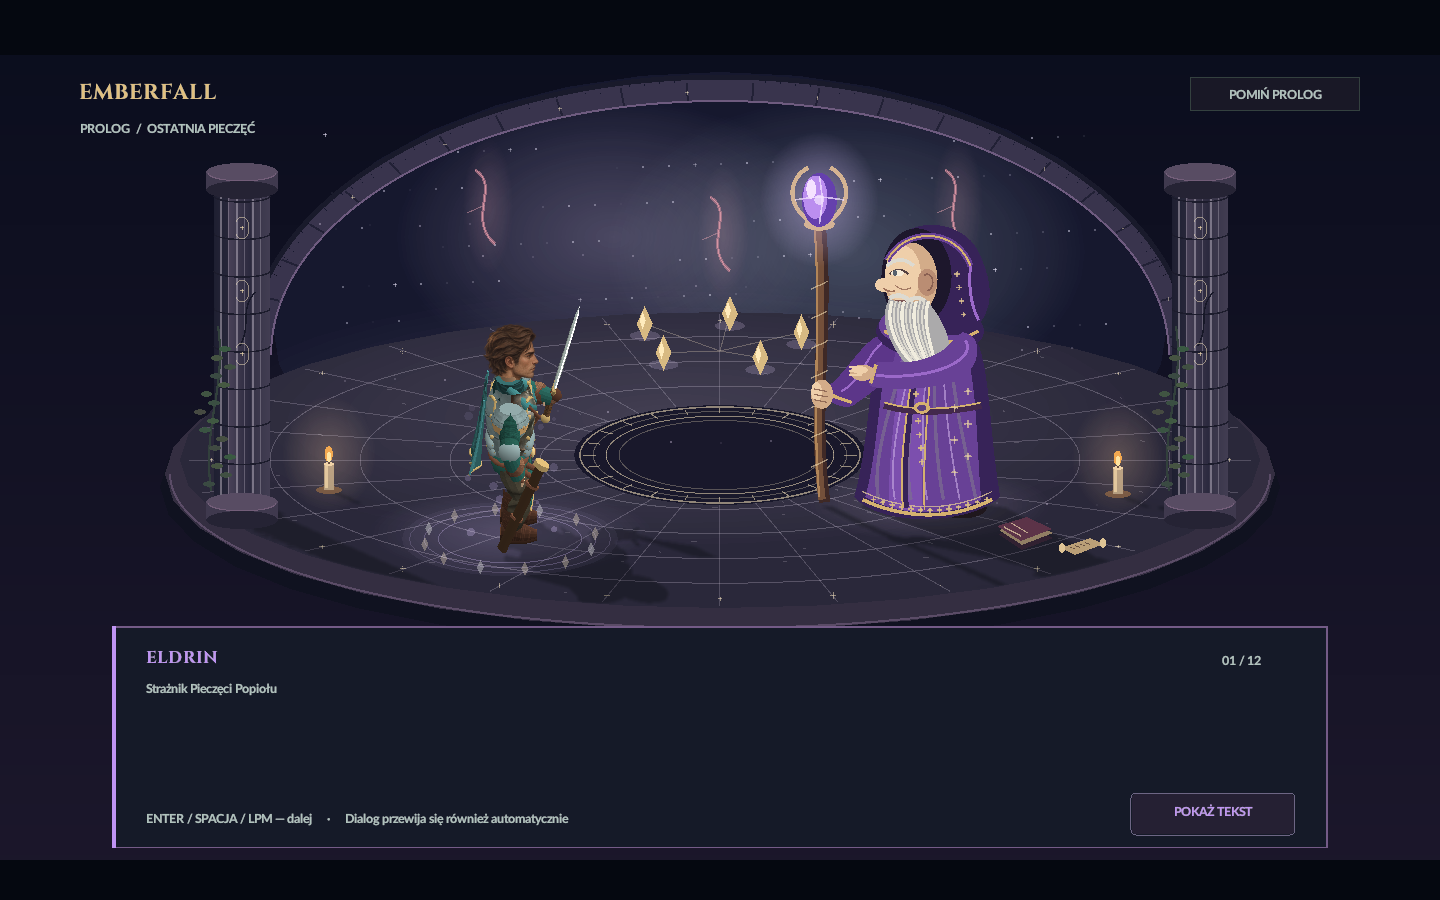 EMBERFALL
POMIŃ PROLOG
PROLOG / OSTATNIA PIECZĘĆ
ELDRIN
01 / 12
Strażnik Pieczęci Popiołu
POKAŻ TEKST
ENTER / SPACJA / LPM — dalej · Dialog przewija się również automatycznie